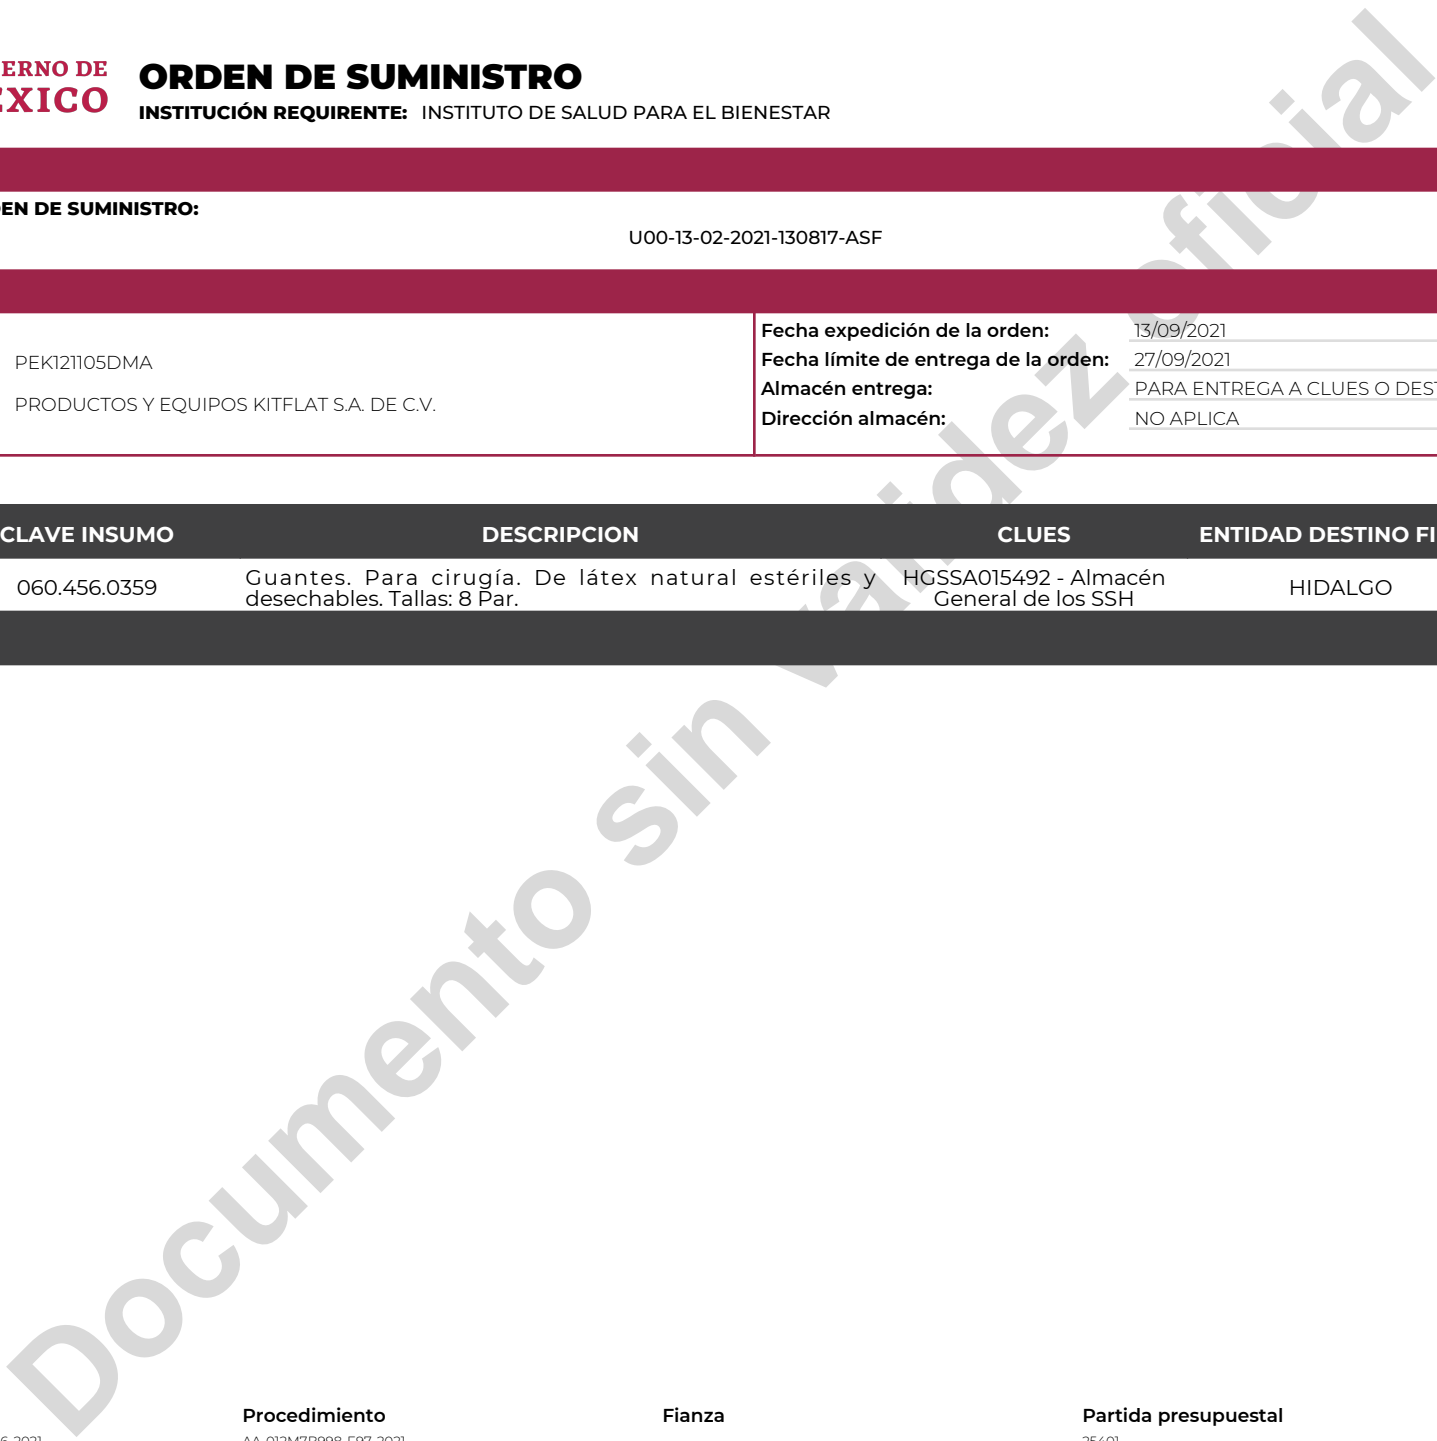 ERNO DE
ORDEN DE SUMINISTRO
INSTITUCIÓN REQUIRENTE: INSTITUTO DE SALUD PARA EL BIENESTAR
EN DE SUMINISTRO:
U00-13-02-2021-130817-ASF
PEK121105DMA
PRODUCTOS Y EQUIPOS KITFLAT S.A. DE C.V.
Fecha expedición de la orden: 13/09/2021
Fecha límite de entrega de la orden: 27/09/2021
Almacén entrega: PARA ENTREGA A CLUES O DEST
Dirección almacén: NO APLICA
CLAVE INSUMO DESCRIPCION CLUES ENTIDAD DESTINO FI
060.456.0359 Guantes. Para cirugía. De látex natural estériles y desechables. Tallas: 8 Par. HGSSA015492 - Almacén General de los SSH HIDALGO
Documento sin validez oficial
Procedimiento Fianza Partida presupuestal